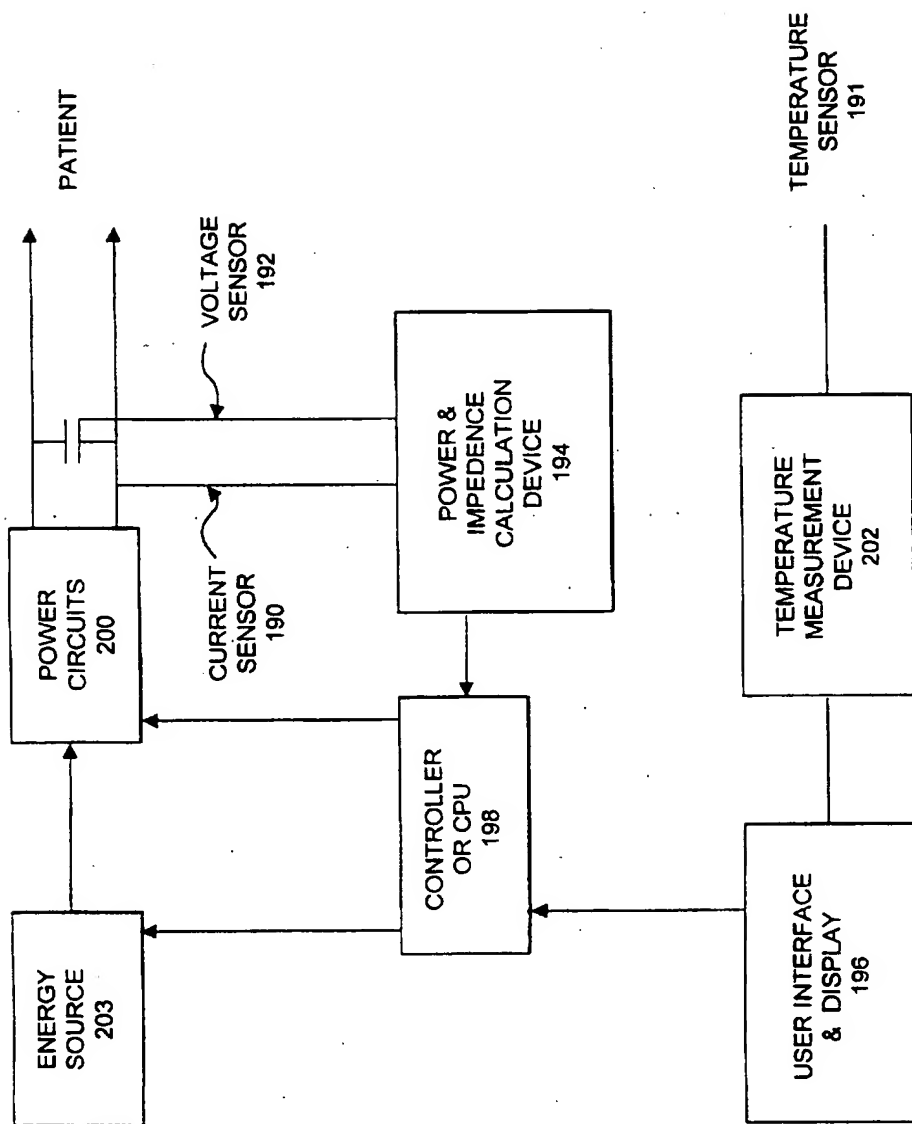 ENERGY
SOURCE
203
POWER
CIRCUITS
200
PATIENT
CURRENT
SENSOR
190
VOLTAGE
SENSOR
192
CONTROLLER
OR CPU
198
POWER &
IMPEDENCE
CALCULATION
DEVICE
194
USER INTERFACE
& DISPLAY
196
TEMPERATURE
MEASUREMENT
DEVICE
202
TEMPERATURE
SENSOR
191